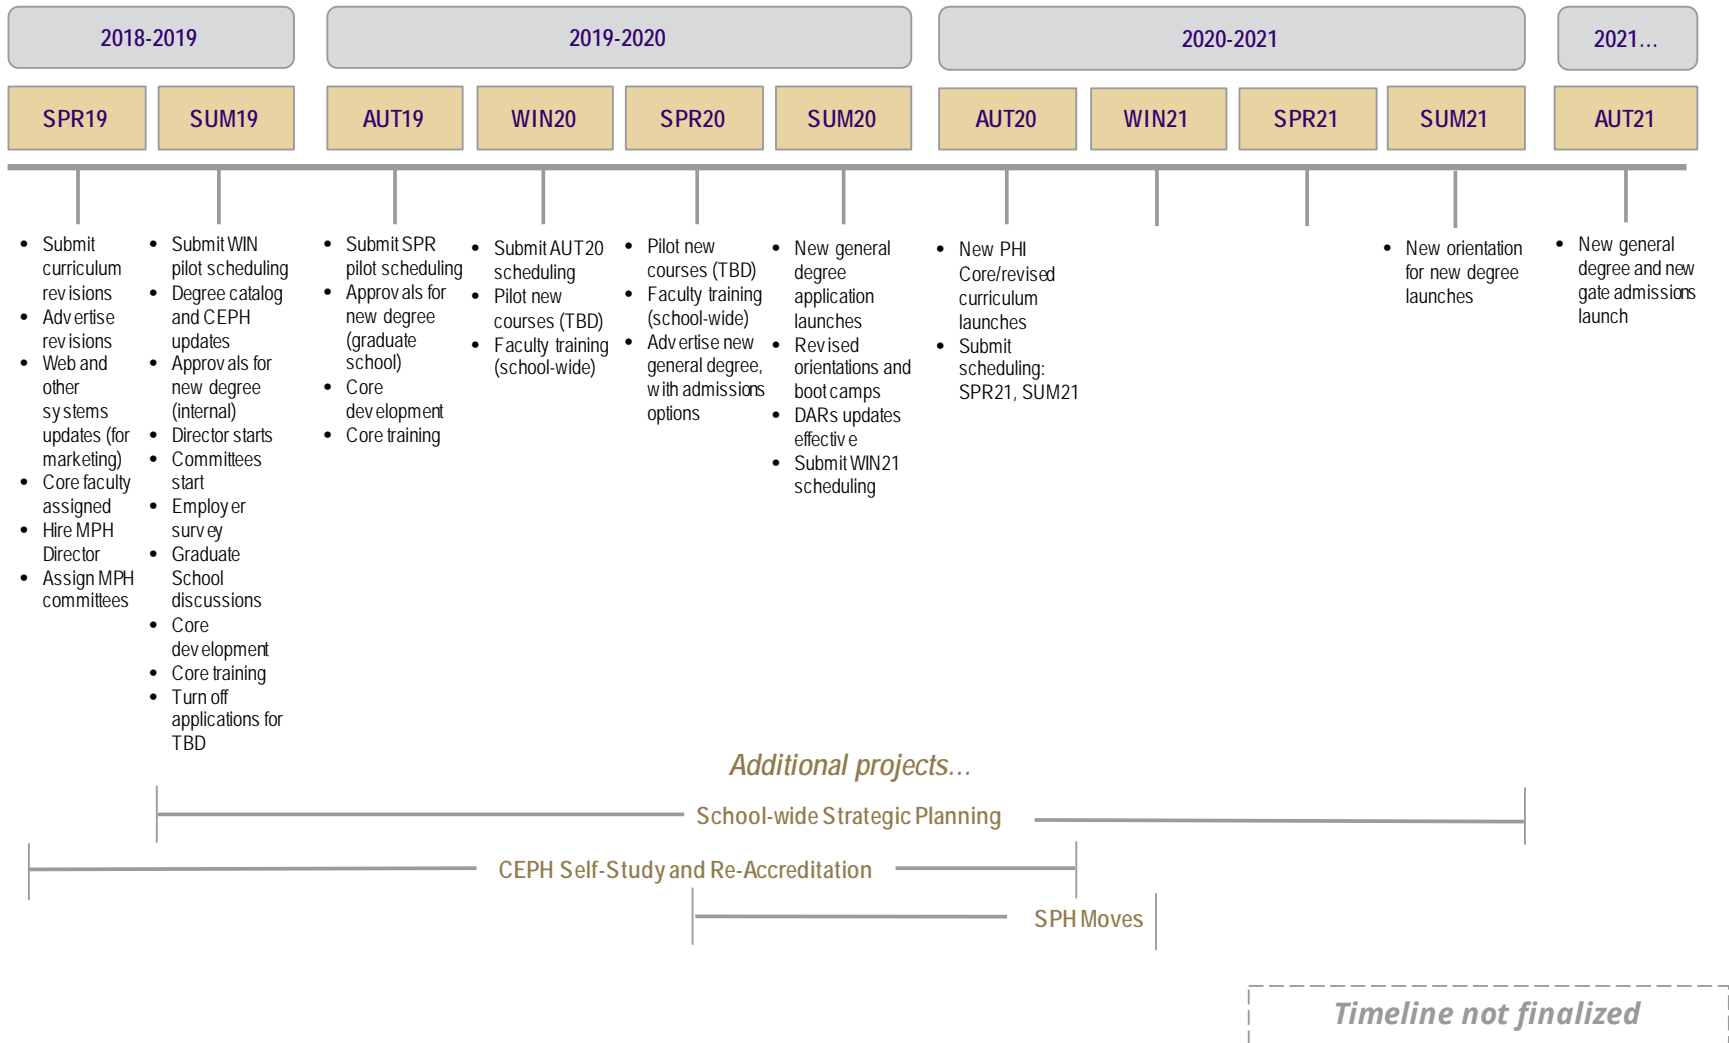 2018-2019
2019-2020
2020-2021
2021…
SPR19
SUM19
AUT19
WIN20
SPR20
SUM20
AUT20
WIN21
SPR21
SUM21
AUT21
• Submit
curriculum
revisions
• Advertise
revisions
• Web and
other
systems
updates (for
marketing)
• Core faculty
assigned
• Hire MPH
Director
• Assign MPH
committees
• Submit WIN
pilot scheduling
• Degree catalog
and CEPH
updates
• Approvals for
new degree
(internal)
• Director starts
• Committees
start
• Employer
survey
• Graduate
School
discussions
• Core
development
• Core training
• Turn off
applications for
TBD
• Submit SPR
pilot scheduling
• Approvals for
new degree
(graduate
school)
• Core
development
• Core training
• Submit AUT20
scheduling
• Pilot new
courses (TBD)
• Faculty training
(school-wide)
• Pilot new
courses (TBD)
• Faculty training
(school-wide)
• Advertise new
general degree,
with admissions
options
• New general
degree
application
launches
• Revised
orientations and
boot camps
• DARs updates
effective
• Submit WIN21
scheduling
• New PHI
Core/revised
curriculum
launches
• Submit
scheduling:
SPR21, SUM21
• New orientation
for new degree
launches
• New general
degree and new
gate admissions
launch
Additional projects…
School-wide Strategic Planning
CEPH Self-Study and Re-Accreditation
SPH Moves
Timeline not finalized